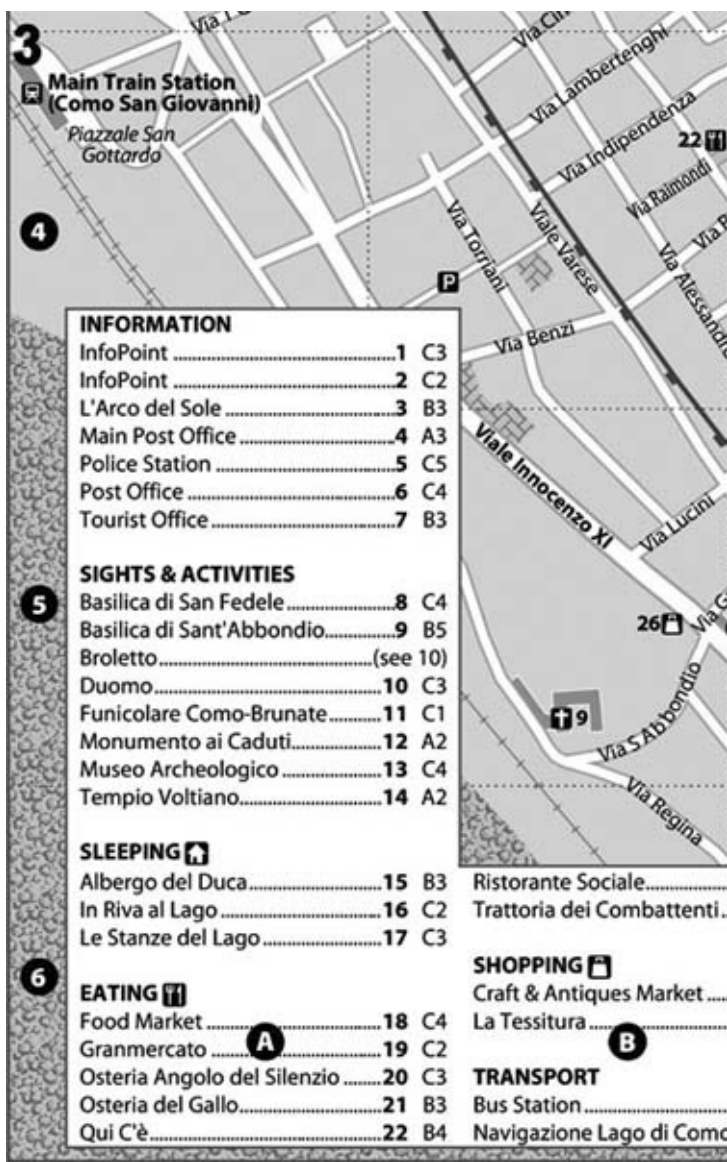 3
Via T
Main Train Station
(Como San Giovanni)
Piazzale San
Gottardo
Via Lambertenghi
Via Indipendenza
22
Via Raimondi
4
Via Torriani
Viale Varese
P
Via Benzi
INFORMATION
InfoPoint ..........1 C3
InfoPoint ..........2 C2
L'Arco del Sole ..........3 B3
Main Post Office ..........4 A3
Police Station ..........5 C5
Post Office ..........6 C4
Tourist Office ..........7 B3
Viale Innocenzo XI
Via Lucini
SIGHTS & ACTIVITIES
5
Basilica di San Fedele ..........8 C4
Basilica di Sant'Abbondio ..........9 B5
Broletto ..........(see 10)
Duomo ..........10 C3
Funicolare Como-Brunate ..........11 C1
Monumento ai Caduti ..........12 A2
Museo Archeologico ..........13 C4
Tempio Voltiano ..........14 A2
26
9
Via S Abbondio
Via Regina
SLEEPING
Albergo del Duca ..........15 B3
In Riva al Lago ..........16 C2
Le Stanze del Lago ..........17 C3
6
EATING
Food Market ..........18 C4
Granmercato ..........19 C2
Osteria Angolo del Silenzio ..........20 C3
Osteria del Gallo ..........21 B3
Qui C'è ..........22 B4
A
Ristorante Sociale ..........
Trattoria dei Combattenti ..
SHOPPING
Craft & Antiques Market ....
La Tessitura ..........
B
TRANSPORT
Bus Station ..........
Navigazione Lago di Como